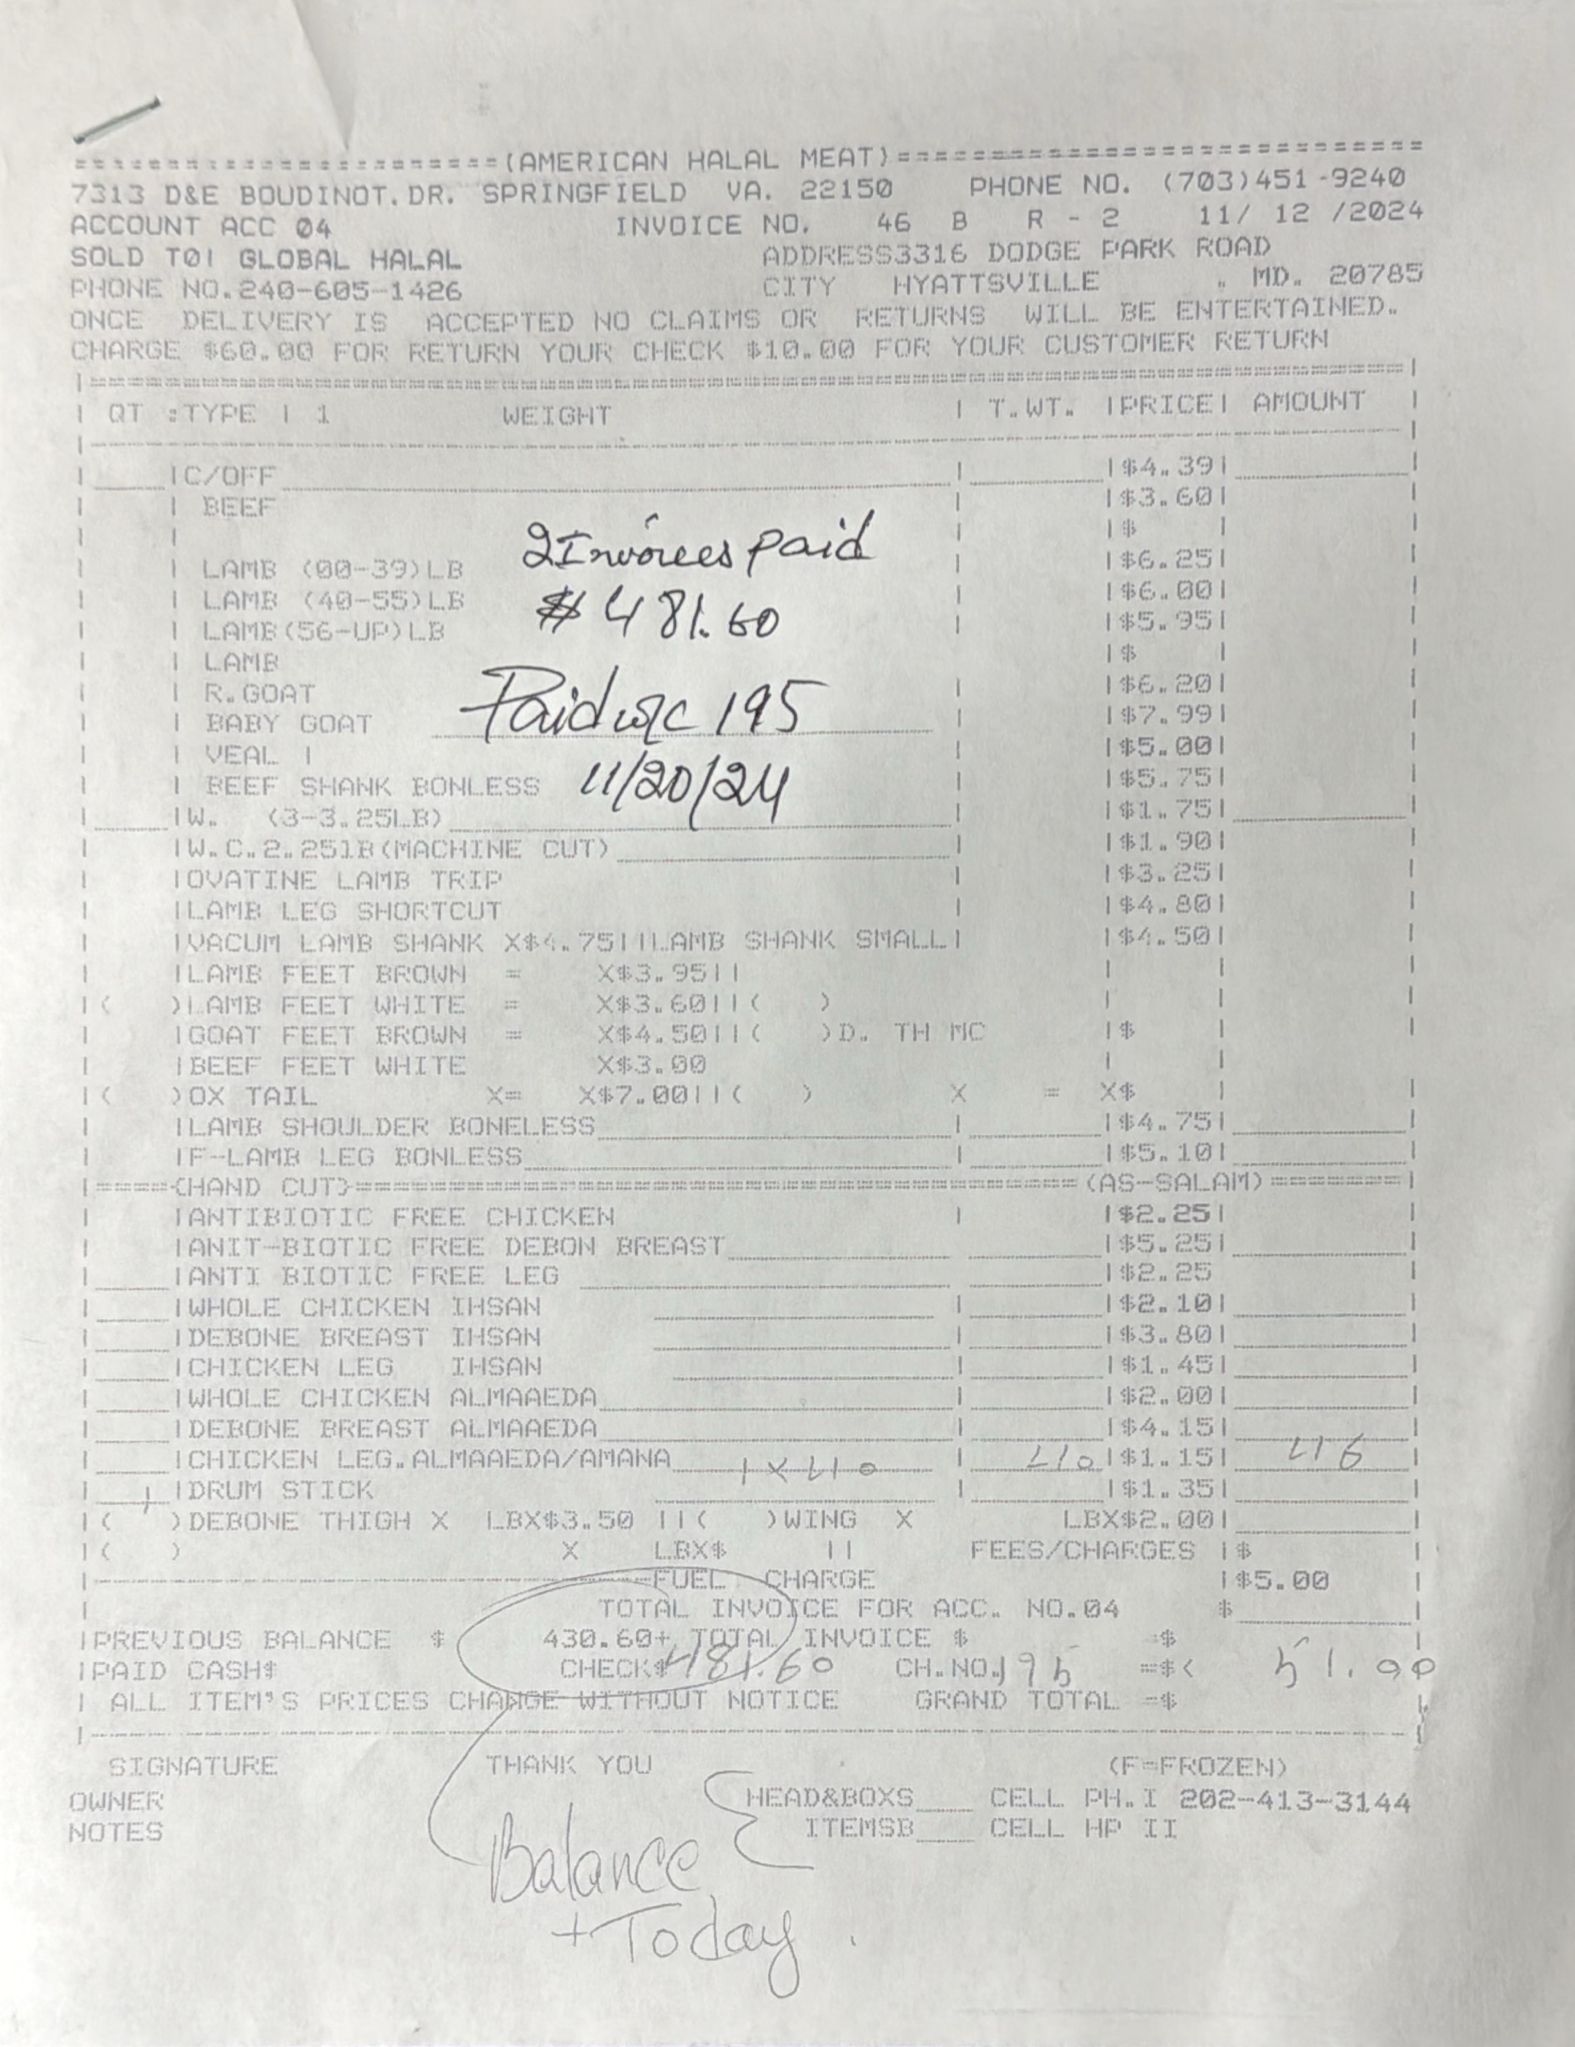 ========================(AMERICAN HALAL MEAT)==============================
7313 D&E BOUDINOT.DR. SPRINGFIELD VA. 22150 PHONE NO. (703)451-9240
ACCOUNT ACC 04 INVOICE NO. 46 B R - 2 11/ 12 /2024
SOLD TO! GLOBAL HALAL ADDRESS3316 DODGE PARK ROAD
PHONE NO.240-605-1426 CITY HYATTSVILLE . MD. 20785
ONCE DELIVERY IS ACCEPTED NO CLAIMS OR RETURNS WILL BE ENTERTAINED.
CHARGE $60.00 FOR RETURN YOUR CHECK $10.00 FOR YOUR CUSTOMER RETURN
| QT :TYPE | 1 WEIGHT | T.WT. |PRICE| AMOUNT
|C/OFF |$4.39|
| BEEF |$3.60|
2 Invoices paid |$ |
| LAMB (00-39)LB |$6.25|
| LAMB (40-55)LB $ 481.60 |$6.00|
| LAMB(56-UP)LB |$5.95|
| LAMB |$ |
| R.GOAT |$6.20|
| BABY GOAT Paid 195 |$7.99|
| VEAL | |$5.00|
| BEEF SHANK BONLESS 11/20/24 |$5.75|
|W. (3-3.25LB) |$1.75|
|W.C.2.25lB(MACHINE CUT) |$1.90|
|OVATINE LAMB TRIP |$3.25|
|LAMB LEG SHORTCUT |$4.80|
|VACUM LAMB SHANK X$4.75||LAMB SHANK SMALL| |$4.50|
|LAMB FEET BROWN = X$3.95||
|( )LAMB FEET WHITE = X$3.60||( )
|GOAT FEET BROWN = X$4.50||( )D. TH MC |$
|BEEF FEET WHITE X$3.00
|( )OX TAIL X= X$7.00||( ) X = X$
|LAMB SHOULDER BONELESS |$4.75|
|F-LAMB LEG BONLESS |$5.10|
|====={HAND CUT}======================================(AS-SALAM)=======|
|ANTIBIOTIC FREE CHICKEN |$2.25|
|ANIT-BIOTIC FREE DEBON BREAST |$5.25|
|ANTI BIOTIC FREE LEG |$2.25
|WHOLE CHICKEN IHSAN |$2.10|
|DEBONE BREAST IHSAN |$3.80|
|CHICKEN LEG IHSAN |$1.45|
|WHOLE CHICKEN ALMAAEDA |$2.00|
|DEBONE BREAST ALMAAEDA |$4.15|
|CHICKEN LEG.ALMAAEDA/AMANA 1 X 40 40 |$1.15| 46
1 |DRUM STICK |$1.35|
|( )DEBONE THIGH X LBX$3.50 ||( )WING X LBX$2.00|
|( ) X LBX$ || FEES/CHARGES |$
FUEL CHARGE |$5.00
TOTAL INVOICE FOR ACC. NO.04 $
|PREVIOUS BALANCE $ 430.60+ TOTAL INVOICE $ =$
|PAID CASH$ CHECK$ 481.60 CH.NO. 195 =$< 51.00
| ALL ITEM'S PRICES CHANGE WITHOUT NOTICE GRAND TOTAL =$
SIGNATURE THANK YOU (F=FROZEN)
OWNER HEAD&BOXS CELL PH.I 202-413-3144
NOTES ITEMSB CELL HP II
Balance
+ Today.